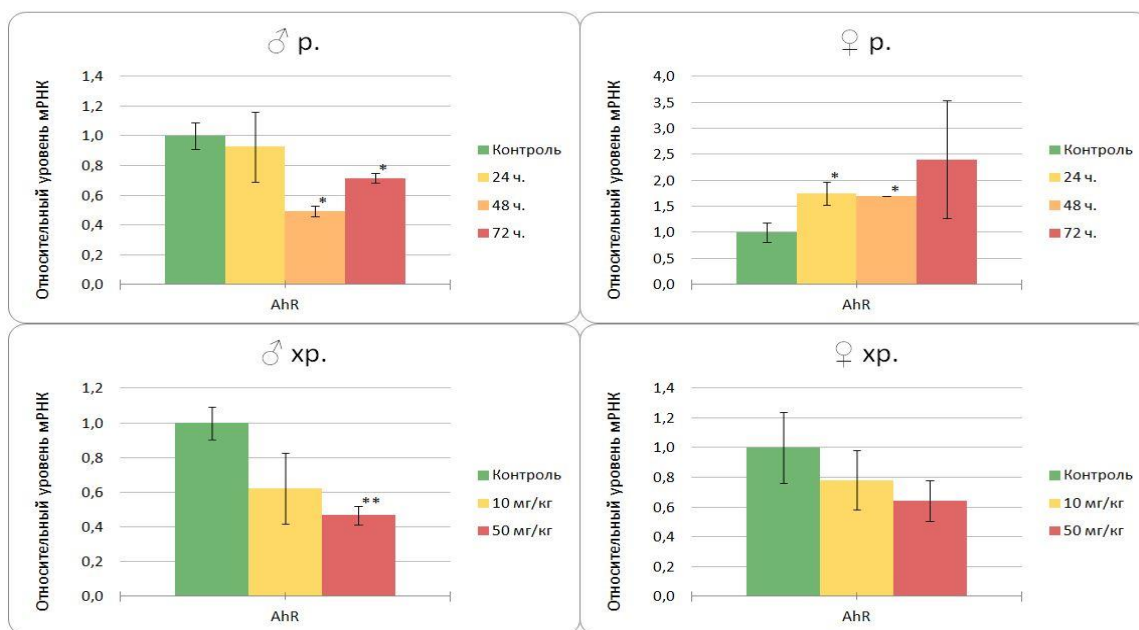 ♂ р.
Относительный уровень мРНК
1,4
1,2
1,0
0,8
0,6
0,4
0,2
0,0
*
*
AhR
Контроль
24 ч.
48 ч.
72 ч.
♀ р.
Относительный уровень мРНК
4,0
3,5
3,0
2,5
2,0
1,5
1,0
0,5
0,0
*
*
AhR
Контроль
24 ч.
48 ч.
72 ч.
♂ хр.
Относительный уровень мРНК
1,2
1,0
0,8
0,6
0,4
0,2
0,0
**
AhR
Контроль
10 мг/кг
50 мг/кг
♀ хр.
Относительный уровень мРНК
1,4
1,2
1,0
0,8
0,6
0,4
0,2
0,0
AhR
Контроль
10 мг/кг
50 мг/кг